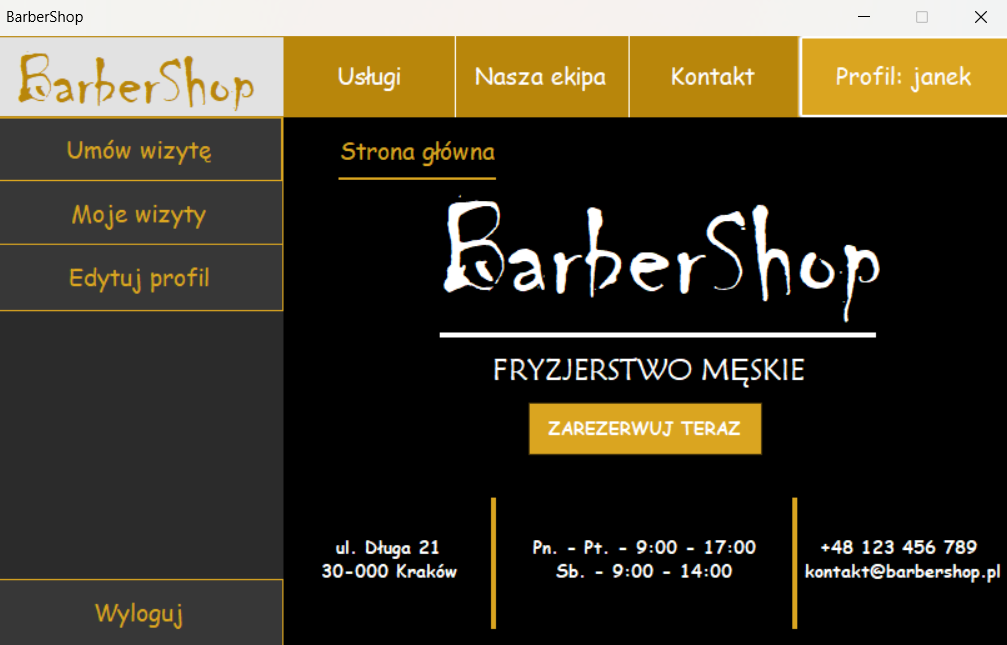 BarberShop
BarberShop
Usługi
Nasza ekipa
Kontakt
Profil: janek
Umów wizytę
Moje wizyty
Edytuj profil
Wyloguj
Strona główna
BarberShop
FRYZJERSTWO MĘSKIE
ZAREZERWUJ TERAZ
ul. Długa 21
30-000 Kraków
Pn. - Pt. - 9:00 - 17:00
Sb. - 9:00 - 14:00
+48 123 456 789
kontakt@barbershop.pl